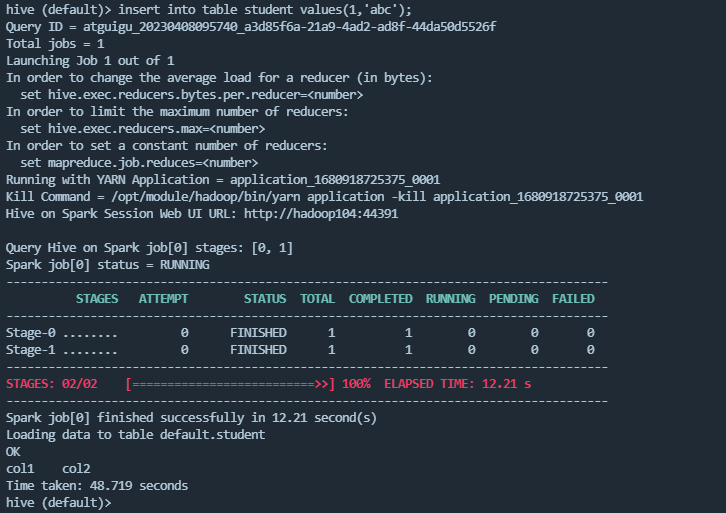 hive (default)> insert into table student values(1,'abc');
Query ID = atguigu_20230408095740_a3d85f6a-21a9-4ad2-ad8f-44da50d5526f
Total jobs = 1
Launching Job 1 out of 1
In order to change the average load for a reducer (in bytes):
  set hive.exec.reducers.bytes.per.reducer=<number>
In order to limit the maximum number of reducers:
  set hive.exec.reducers.max=<number>
In order to set a constant number of reducers:
  set mapreduce.job.reduces=<number>
Running with YARN Application = application_1680918725375_0001
Kill Command = /opt/module/hadoop/bin/yarn application -kill application_1680918725375_0001
Hive on Spark Session Web UI URL: http://hadoop104:44391

Query Hive on Spark job[0] stages: [0, 1]
Spark job[0] status = RUNNING
--------------------------------------------------------------------------------------
          STAGES   ATTEMPT        STATUS  TOTAL  COMPLETED  RUNNING  PENDING  FAILED
--------------------------------------------------------------------------------------
Stage-0 ........         0      FINISHED      1          1        0        0       0
Stage-1 ........         0      FINISHED      1          1        0        0       0
--------------------------------------------------------------------------------------
STAGES: 02/02    [==========================>>] 100%  ELAPSED TIME: 12.21 s
--------------------------------------------------------------------------------------
Spark job[0] finished successfully in 12.21 second(s)
Loading data to table default.student
OK
col1    col2
Time taken: 48.719 seconds
hive (default)>